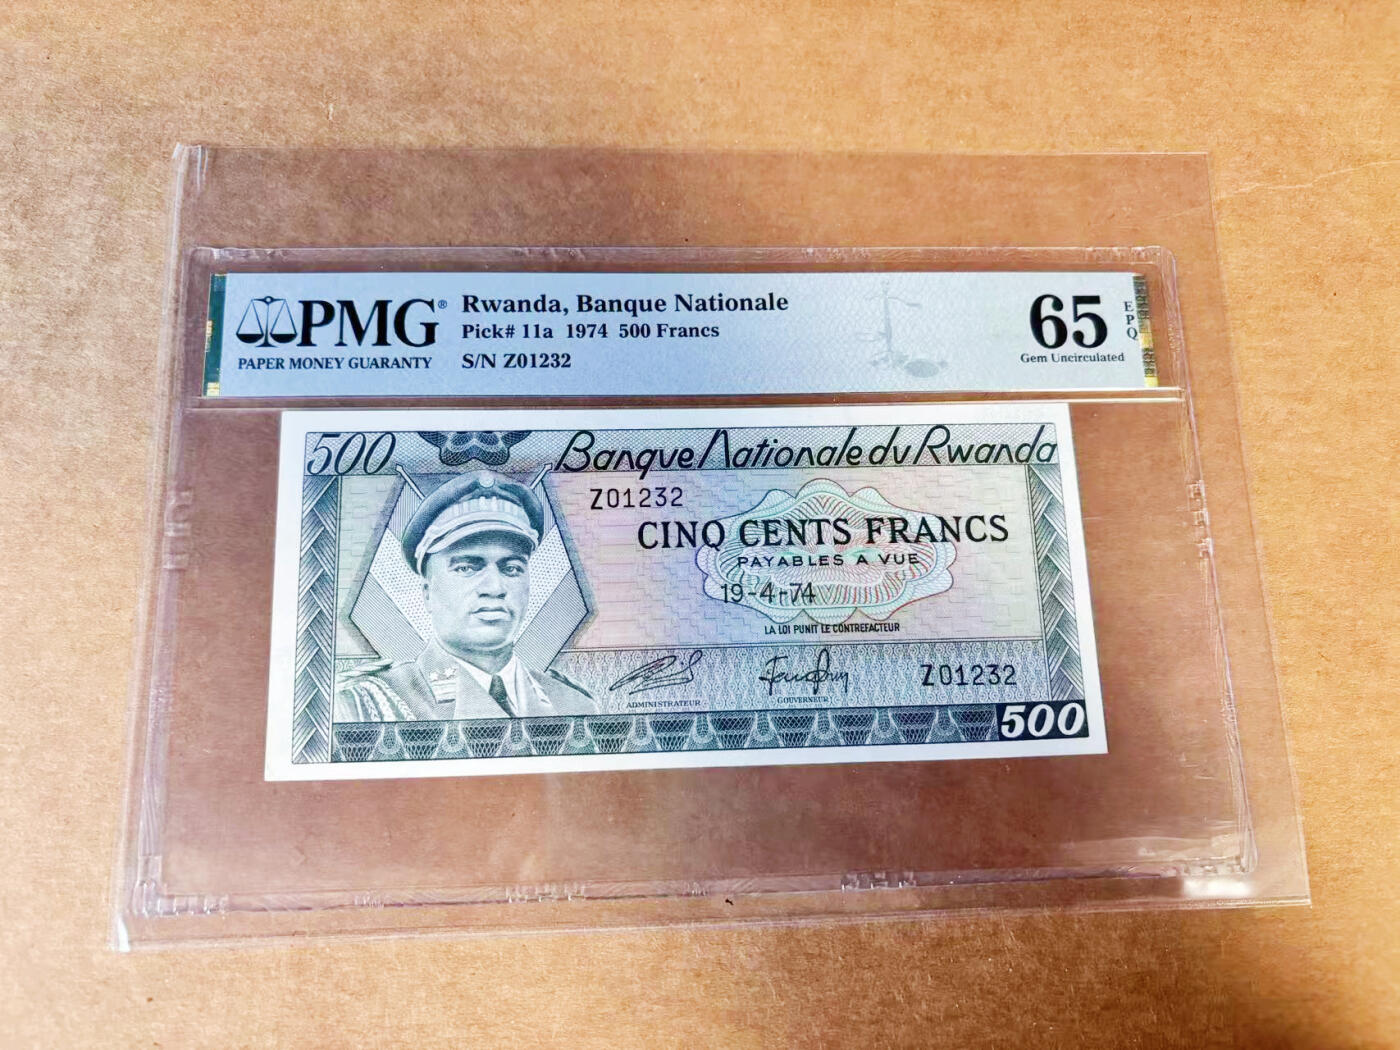 PMG®
PAPER MONEY GUARANTY
Rwanda, Banque Nationale
Pick# 11a 1974 500 Francs
S/N Z01232
65
EPQ
Gem Uncirculated
500
Banque Nationale du Rwanda
Z01232
CINQ CENTS FRANCS
PAYABLES A VUE
19-4-74
LA LOI PUNIT LE CONTREFACTEUR
ADMINISTRATEUR
GOUVERNEUR
Z01232
500